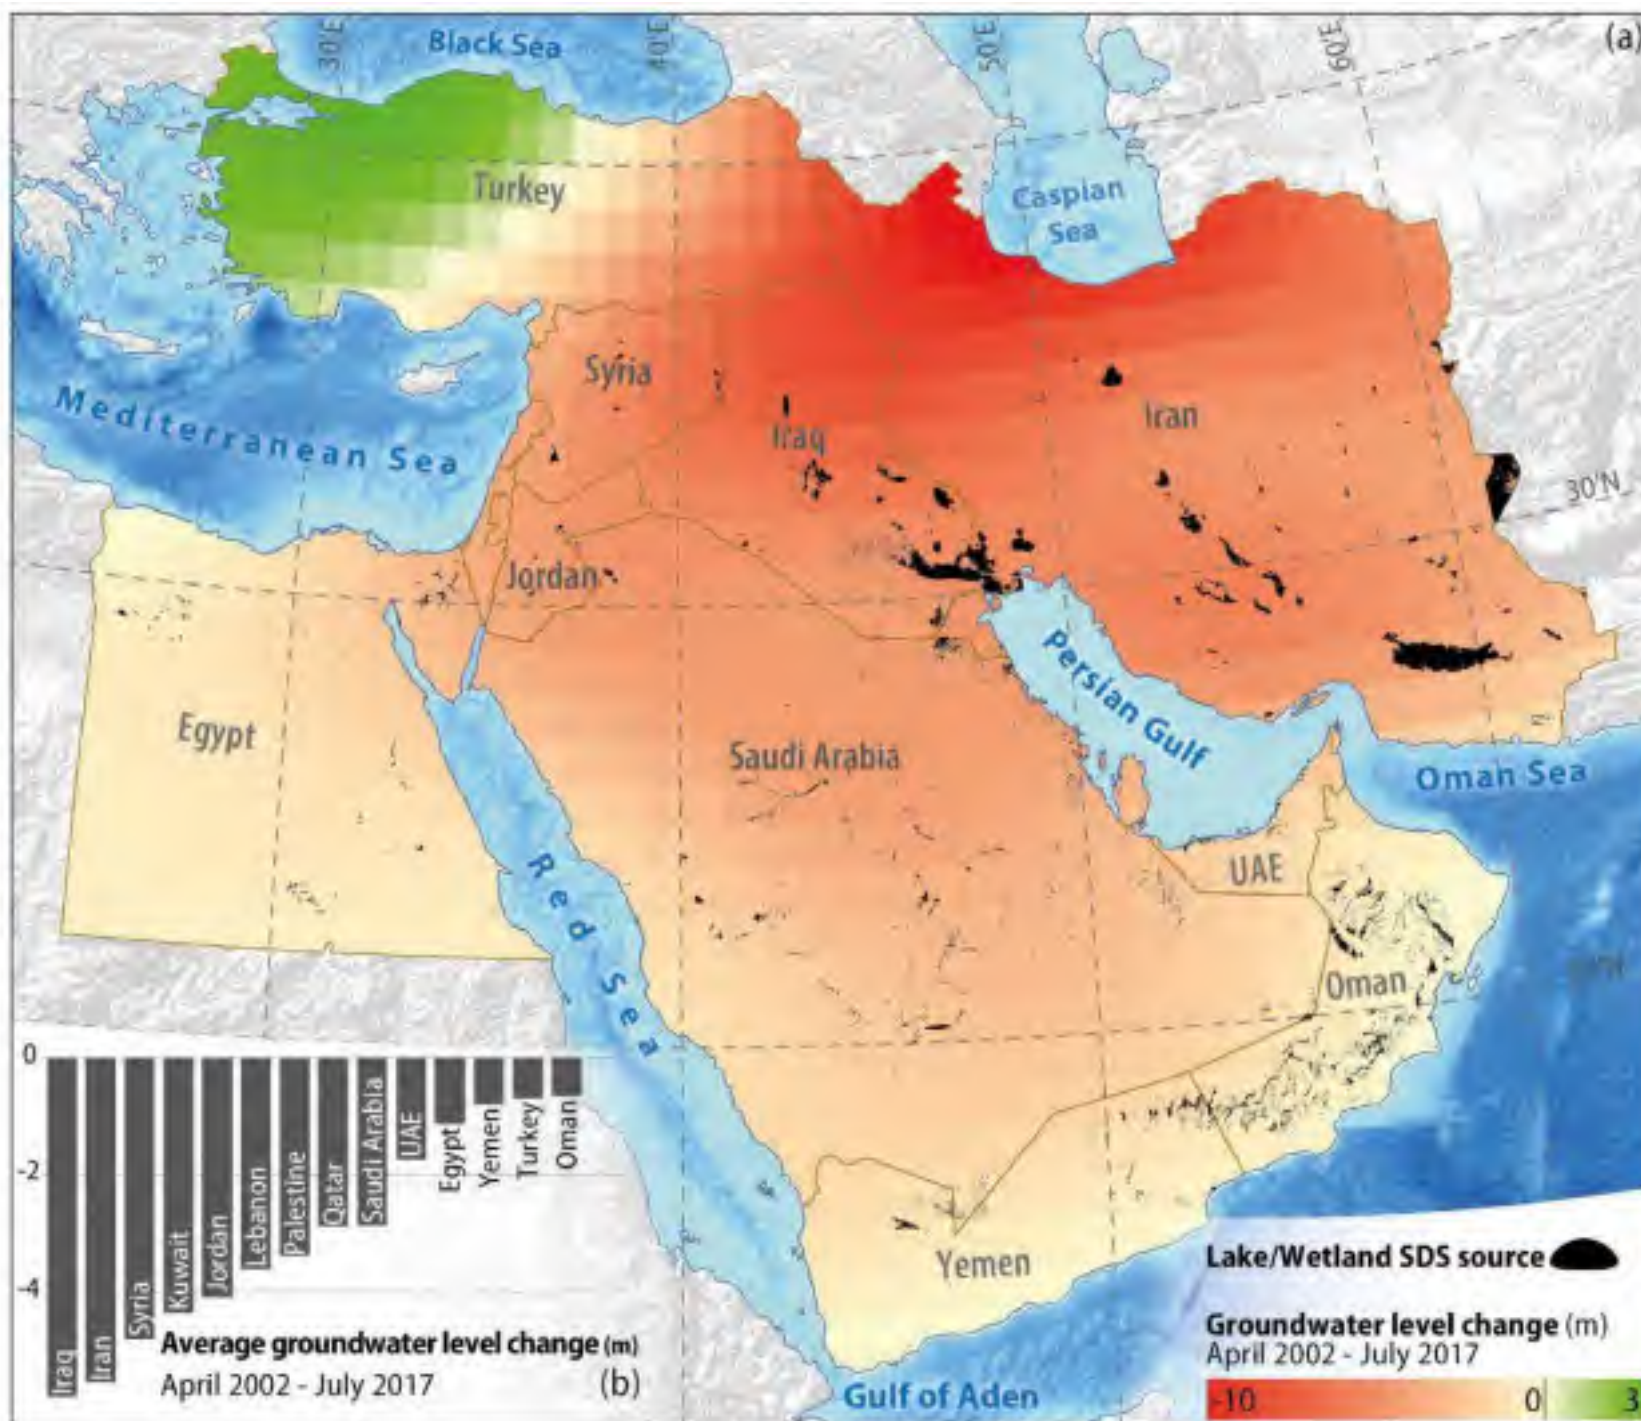 (a)
30'E
40'E
50'E
60'E
Black Sea
Turkey
Caspian
Sea
Syria
Iraq
Iran
Mediterranean Sea
30'N
Jordan
Persian Gulf
Egypt
Saudi Arabia
Oman Sea
Red Sea
UAE
Oman
Yemen
Gulf of Aden
0
-2
-4
Iraq
Iran
Syria
Kuwait
Jordan
Lebanon
Palestine
Qatar
Saudi Arabia
UAE
Egypt
Yemen
Turkey
Oman
Average groundwater level change (m)
April 2002 - July 2017
(b)
Lake/Wetland SDS source
Groundwater level change (m)
April 2002 - July 2017
-10 0 3